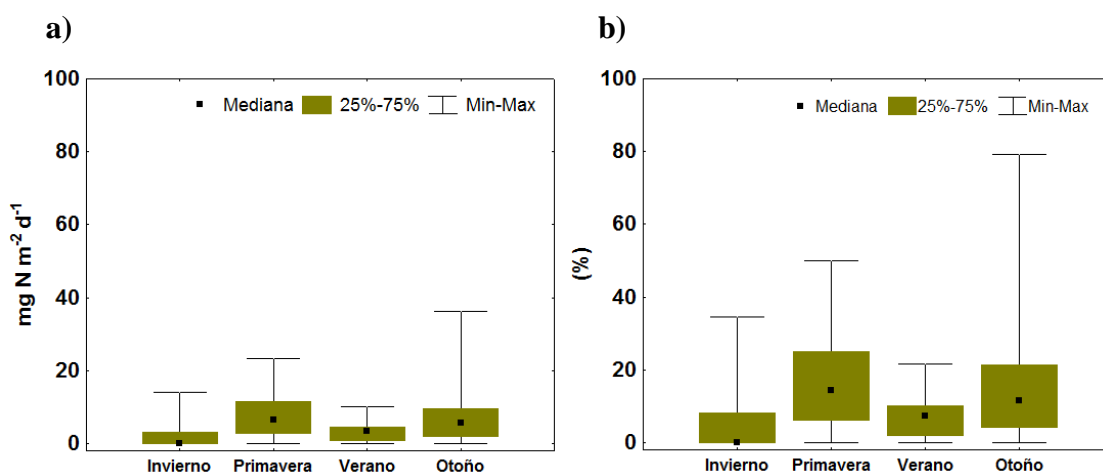 a)
100
80
60
40
20
0
mg N m⁻² d⁻¹
Mediana 25%-75% Min-Max
Invierno Primavera Verano Otoño
b)
100
80
60
40
20
0
(%)
Mediana 25%-75% Min-Max
Invierno Primavera Verano Otoño